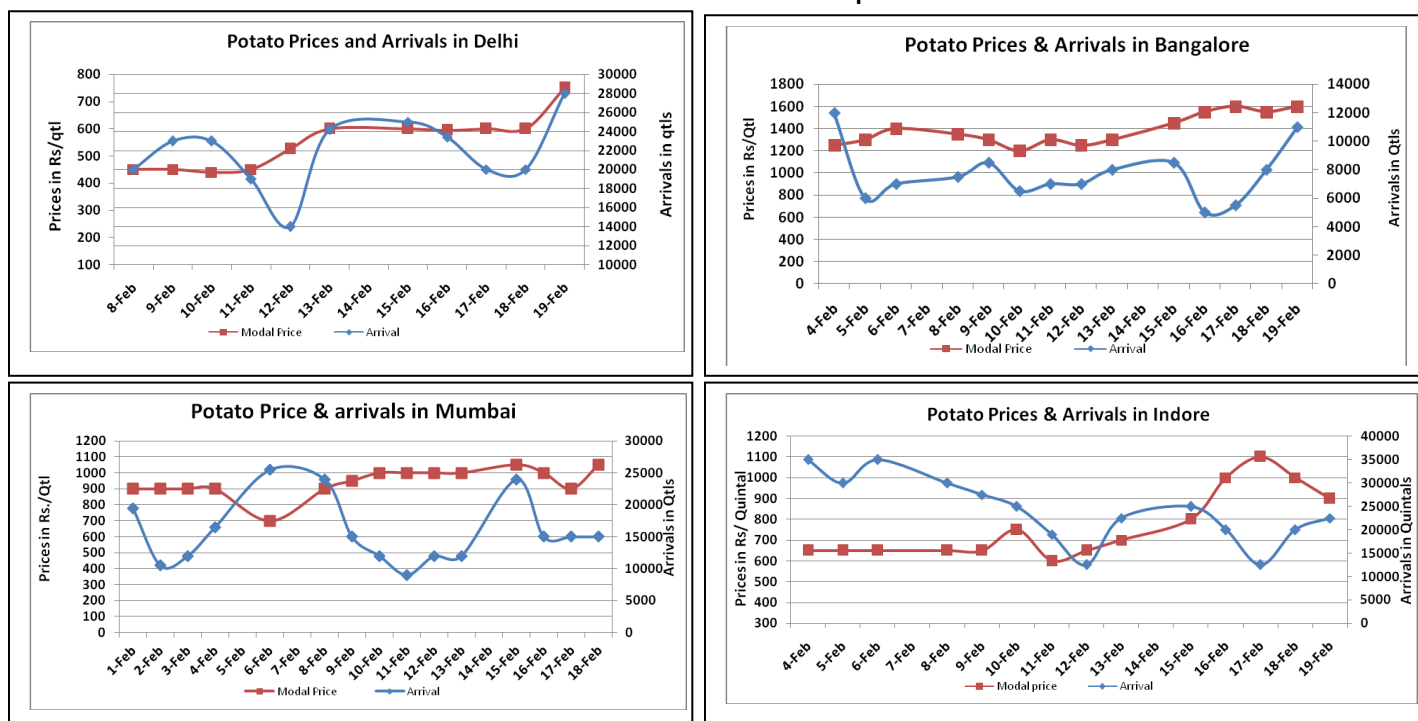 Potato Prices and Arrivals in Delhi
Prices in Rs/qtl
800
700
600
500
400
300
200
100
30000
28000
26000
24000
22000
20000
18000
16000
14000
12000
10000
Arrivals in qtls
8-Feb
9-Feb
10-Feb
11-Feb
12-Feb
13-Feb
14-Feb
15-Feb
16-Feb
17-Feb
18-Feb
19-Feb
Modal Price
Arrival
Potato Prices & Arrivals in Bangalore
Prices in Rs/Qtl
1800
1600
1400
1200
1000
800
600
400
200
0
14000
12000
10000
8000
6000
4000
2000
0
Arrivals in Qtls
4-Feb
5-Feb
6-Feb
7-Feb
8-Feb
9-Feb
10-Feb
11-Feb
12-Feb
13-Feb
14-Feb
15-Feb
16-Feb
17-Feb
18-Feb
19-Feb
Modal Price
Arrival
Potato Price & arrivals in Mumbai
Prices in Rs,/Qtl
1200
1100
1000
900
800
700
600
500
400
300
200
100
0
30000
25000
20000
15000
10000
5000
0
Arrivals in Qtls
1-Feb
2-Feb
3-Feb
4-Feb
5-Feb
6-Feb
7-Feb
8-Feb
9-Feb
10-Feb
11-Feb
12-Feb
13-Feb
14-Feb
15-Feb
16-Feb
17-Feb
18-Feb
Modal Price
Arrival
Potato Prices & Arrivals in Indore
Prices in Rs/ Quintal
1200
1100
1000
900
800
700
600
500
400
300
40000
35000
30000
25000
20000
15000
10000
5000
0
Arrivals in Quintals
4-Feb
5-Feb
6-Feb
7-Feb
8-Feb
9-Feb
10-Feb
11-Feb
12-Feb
13-Feb
14-Feb
15-Feb
16-Feb
17-Feb
18-Feb
19-Feb
Modal price
Arrival